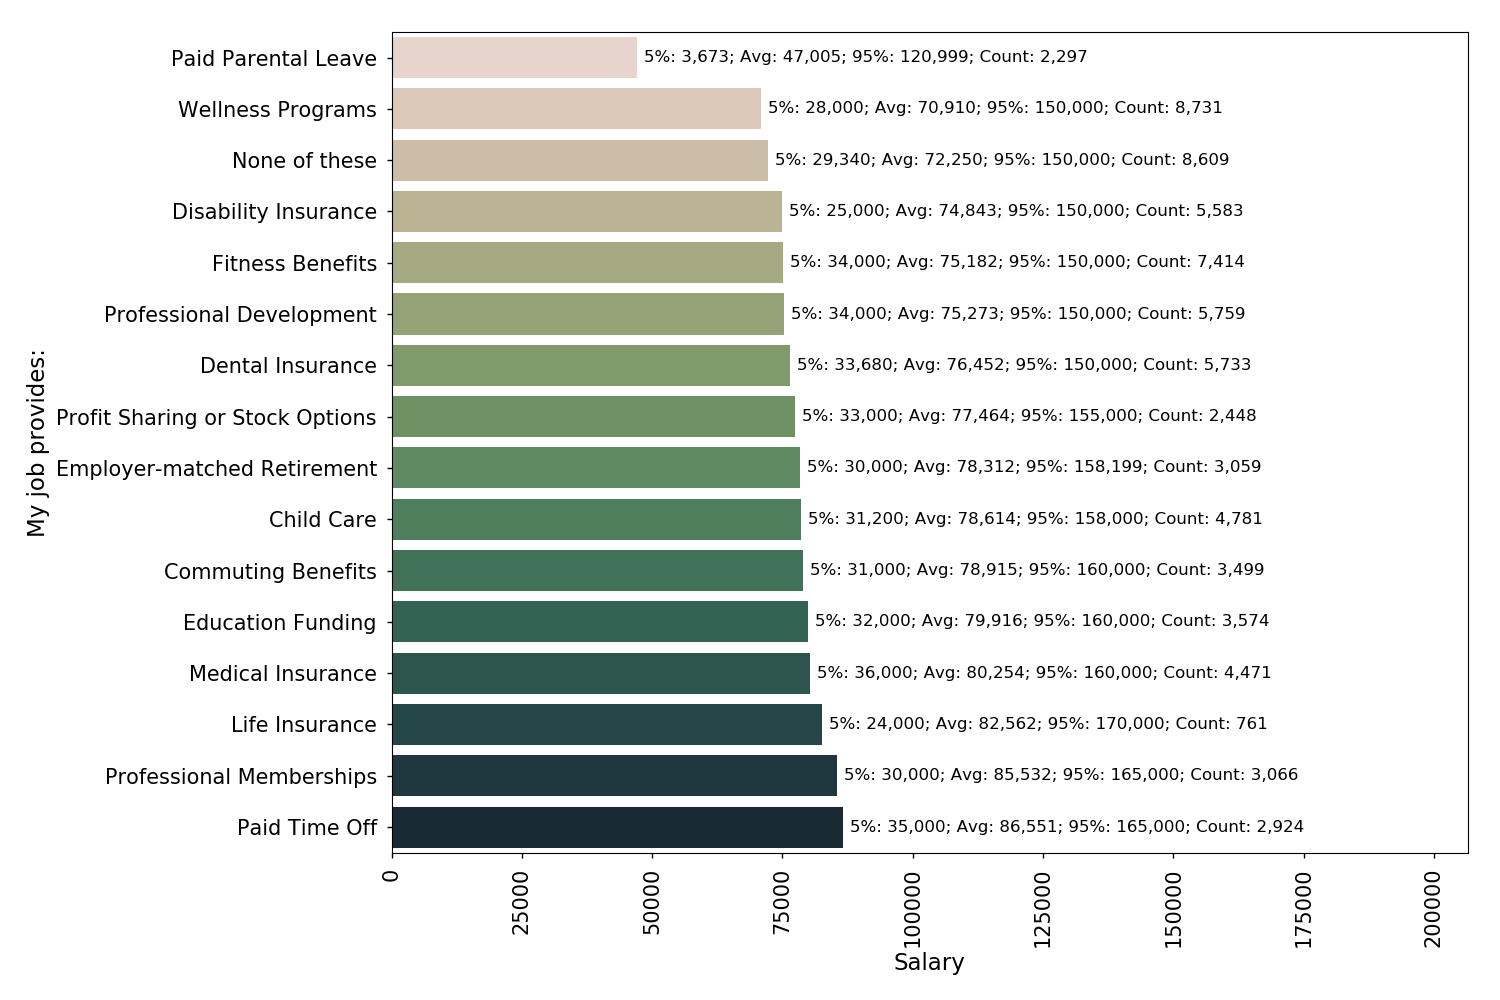 Paid Parental Leave 5%: 3,673; Avg: 47,005; 95%: 120,999; Count: 2,297
Wellness Programs 5%: 28,000; Avg: 70,910; 95%: 150,000; Count: 8,731
None of these 5%: 29,340; Avg: 72,250; 95%: 150,000; Count: 8,609
Disability Insurance 5%: 25,000; Avg: 74,843; 95%: 150,000; Count: 5,583
Fitness Benefits 5%: 34,000; Avg: 75,182; 95%: 150,000; Count: 7,414
Professional Development 5%: 34,000; Avg: 75,273; 95%: 150,000; Count: 5,759
Dental Insurance 5%: 33,680; Avg: 76,452; 95%: 150,000; Count: 5,733
Profit Sharing or Stock Options 5%: 33,000; Avg: 77,464; 95%: 155,000; Count: 2,448
Employer-matched Retirement 5%: 30,000; Avg: 78,312; 95%: 158,199; Count: 3,059
Child Care 5%: 31,200; Avg: 78,614; 95%: 158,000; Count: 4,781
Commuting Benefits 5%: 31,000; Avg: 78,915; 95%: 160,000; Count: 3,499
Education Funding 5%: 32,000; Avg: 79,916; 95%: 160,000; Count: 3,574
Medical Insurance 5%: 36,000; Avg: 80,254; 95%: 160,000; Count: 4,471
Life Insurance 5%: 24,000; Avg: 82,562; 95%: 170,000; Count: 761
Professional Memberships 5%: 30,000; Avg: 85,532; 95%: 165,000; Count: 3,066
Paid Time Off 5%: 35,000; Avg: 86,551; 95%: 165,000; Count: 2,924
My job provides:
0 25000 50000 75000 100000 125000 150000 175000 200000
Salary